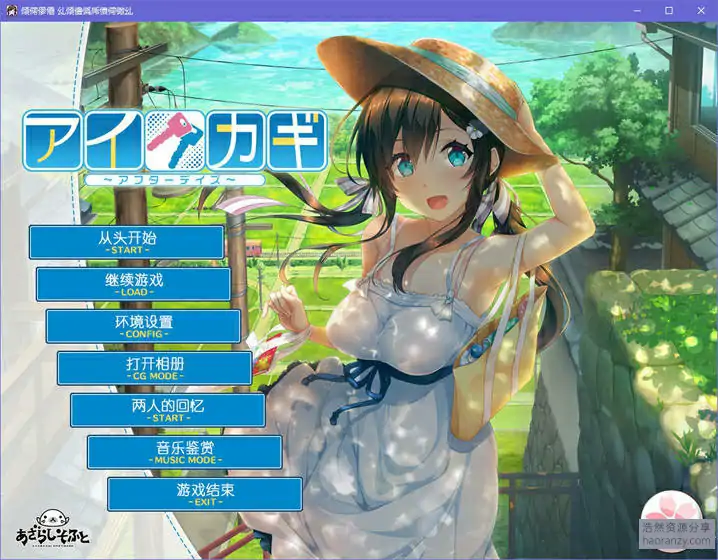 アイカギ
～アフターデイズ～
从头开始
-START-
继续游戏
-LOAD-
环境设置
-CONFIG-
打开相册
-CG MODE-
两人的回忆
-START-
音乐鉴赏
-MUSIC MODE-
游戏结束
-EXIT-
あざらしそふと
浩然资源分享
haoranzy.com